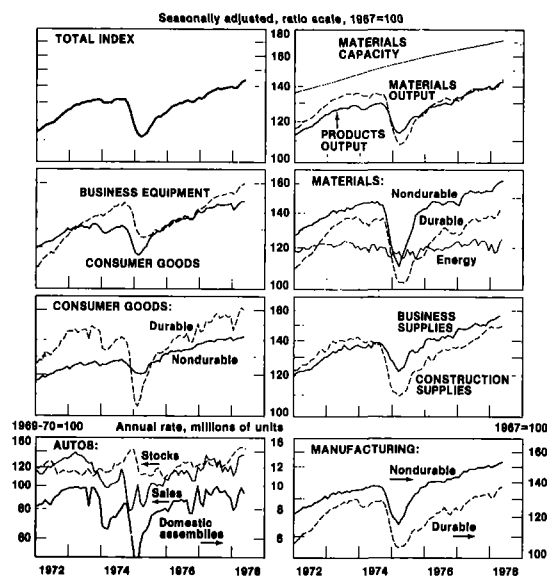 Seasonally adjusted, ratio scale, 1967=100
TOTAL INDEX
180
MATERIALS
CAPACITY
MATERIALS
OUTPUT
140
120
PRODUCTS
OUTPUT
100
BUSINESS EQUIPMENT
CONSUMER GOODS
MATERIALS:
160
Nondurable
140
Durable
120
Energy
100
CONSUMER GOODS:
Durable
Nondurable
160
BUSINESS
SUPPLIES
140
120
CONSTRUCTION
SUPPLIES
100
1969-70=100
Annual rate, millions of units
1967=100
AUTOS:
140
120
100
80
60
Stocks
Sales
Domestic
assemblies
16
12
10
8
6
MANUFACTURING:
Nondurable
Durable
160
140
120
100
1972 1974 1976 1978
1972 1974 1976 1978